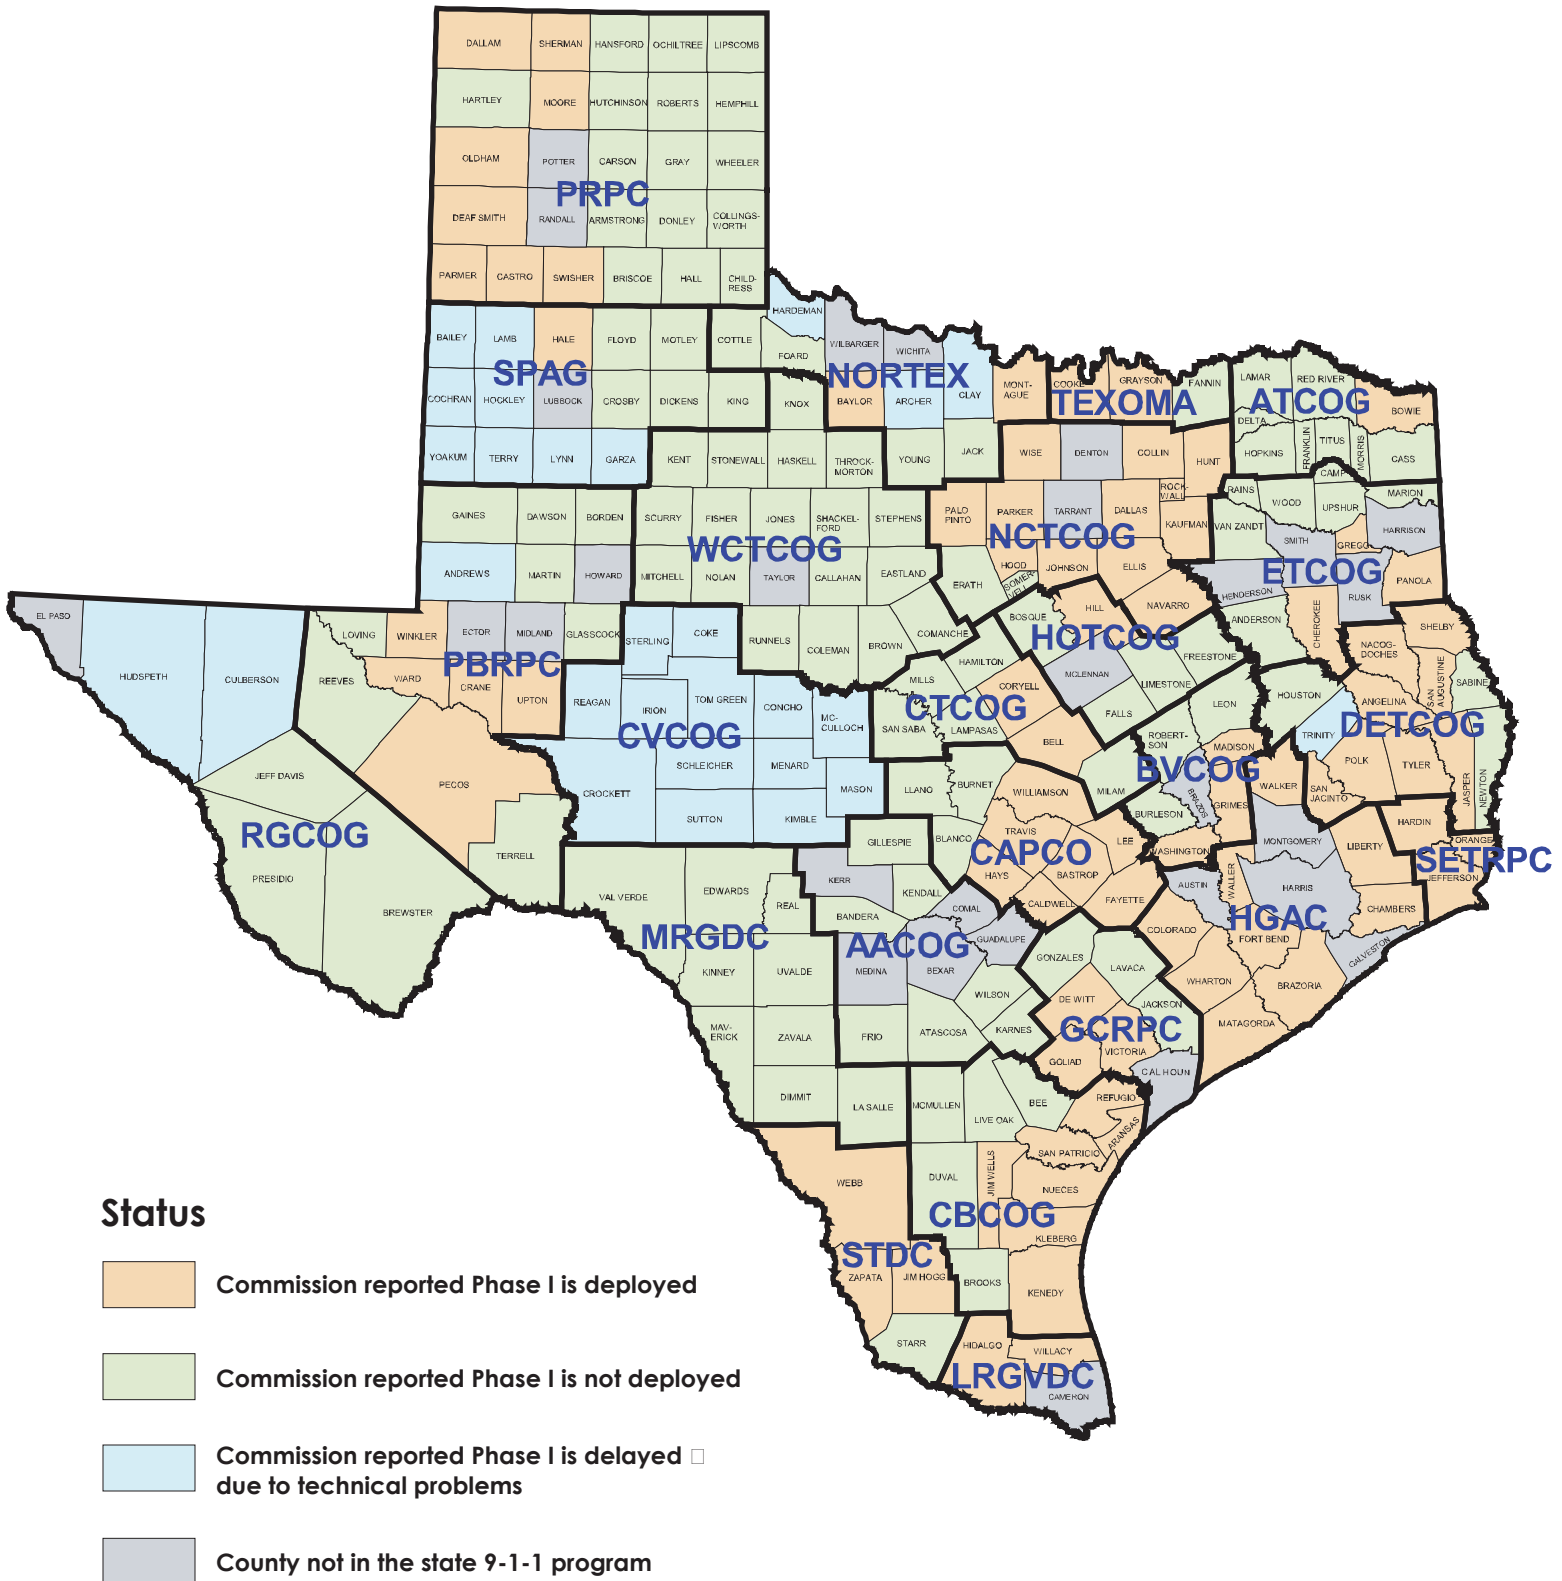 DALLAM SHERMAN HANSFORD OCHILTREE LIPSCOMB
HARTLEY MOORE HUTCHINSON ROBERTS HEMPHILL
OLDHAM POTTER CARSON GRAY WHEELER
PRPC
DEAF SMITH RANDALL ARMSTRONG DONLEY COLLINGS-
WORTH
PARMER CASTRO SWISHER BRISCOE HALL CHILD-
RESS
BAILEY LAMB HALE FLOYD MOTLEY COTTLE
HARDEMAN
FOARD
WILBARGER
WICHITA
SPAG
NORTEX
COCHRAN HOCKLEY LUBBOCK CROSBY DICKENS KING KNOX
BAYLOR ARCHER CLAY
MONT-
AGUE
COOKE GRAYSON FANNIN
TEXOMA
LAMAR RED RIVER BOWIE
ATCOG
DELTA
HOPKINS FRANKLIN TITUS MORRIS CASS
CAMP
YOAKUM TERRY LYNN GARZA
KENT STONEWALL HASKELL THROCK-
MORTON
YOUNG JACK
WISE DENTON COLLIN HUNT
ROCK-
WALL
RAINS WOOD UPSHUR MARION
GAINES DAWSON BORDEN
SCURRY FISHER JONES SHACKEL-
FORD
STEPHENS
PALO
PINTO
PARKER TARRANT DALLAS KAUFMAN
VAN ZANDT SMITH GREGG HARRISON
WCTCOG
NCTCOG
ETCOG
ANDREWS MARTIN HOWARD
MITCHELL NOLAN TAYLOR CALLAHAN EASTLAND
ERATH HOOD SOMER-
VELL
JOHNSON ELLIS
HENDERSON RUSK PANOLA
NAVARRO
ANDERSON CHEROKEE
EL PASO HUDSPETH CULBERSON
LOVING WINKLER ECTOR MIDLAND GLASSCOCK
STERLING COKE
RUNNELS COLEMAN BROWN COMANCHE
BOSQUE HILL
HOTCOG
FREESTONE
SHELBY
NACOG-
DOCHES
PBRPC
REEVES WARD CRANE UPTON
REAGAN IRION TOM GREEN CONCHO MC-
CULLOCH
CVCOG
HAMILTON
MILLS
CORYELL
MCLENNAN LIMESTONE
FALLS
CTCOG
SAN SABA LAMPASAS BELL
LEON
HOUSTON
ANGELINA
SAN
AUGUSTINE
SABINE
DETCOG
TRINITY
POLK TYLER
JASPER
NEWTON
ROBERT-
SON
MADISON
BVCOG
BRAZOS
GRIMES WALKER
SAN
JACINTO
MILAM
BURLESON
WASHINGTON
JEFF DAVIS
PECOS
CROCKETT SCHLEICHER MENARD
SUTTON KIMBLE MASON
LLANO BURNET WILLIAMSON
RGCOG
PRESIDIO
BREWSTER
TERRELL
GILLESPIE BLANCO
TRAVIS
CAPCO
HAYS BASTROP
LEE
CALDWELL FAYETTE
MONTGOMERY
LIBERTY
HARDIN
ORANGE
SETRPC
JEFFERSON
CHAMBERS
VAL VERDE EDWARDS REAL
KERR
KENDALL
BANDERA
COMAL
GUADALUPE
AUSTIN
WALLER
HARRIS
HGAC
FORT BEND
GALVESTON
MRGDC
AACOG
KINNEY UVALDE MEDINA BEXAR
WILSON
KARNES
GONZALES LAVACA
COLORADO
WHARTON
BRAZORIA
MATAGORDA
DE WITT
JACKSON
GCRPC
VICTORIA
GOLIAD
CALHOUN
MAV-
ERICK
ZAVALA FRIO ATASCOSA
DIMMIT LA SALLE
MCMULLEN LIVE OAK BEE
REFUGIO
ARANSAS
SAN PATRICIO
WEBB DUVAL JIM WELLS NUECES
CBCOG
KLEBERG
STDC
ZAPATA JIM HOGG BROOKS KENEDY
STARR
HIDALGO WILLACY
LRGVDC
CAMERON
Status
Commission reported Phase I is deployed
Commission reported Phase I is not deployed
Commission reported Phase I is delayed
due to technical problems
County not in the state 9-1-1 program